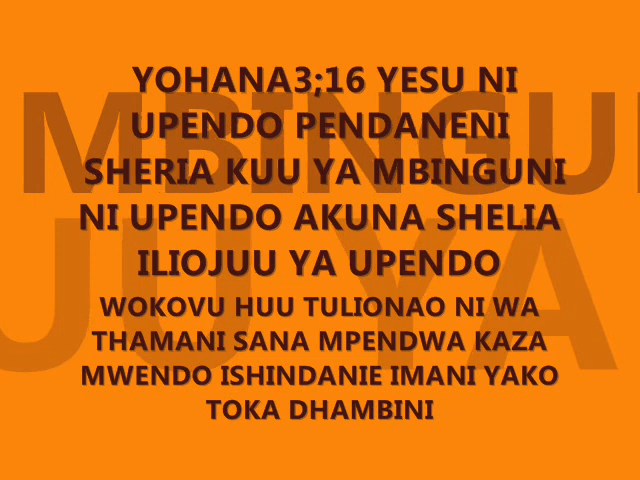 YOHANA3;16 YESU NI
UPENDO PENDANENI
SHERIA KUU YA MBINGUNI
NI UPENDO AKUNA SHELIA
ILIOJUU YA UPENDO
WOKOVU HUU TULIONAO NI WA
THAMANI SANA MPENDWA KAZA
MWENDO ISHINDANIE IMANI YAKO
TOKA DHAMBINI